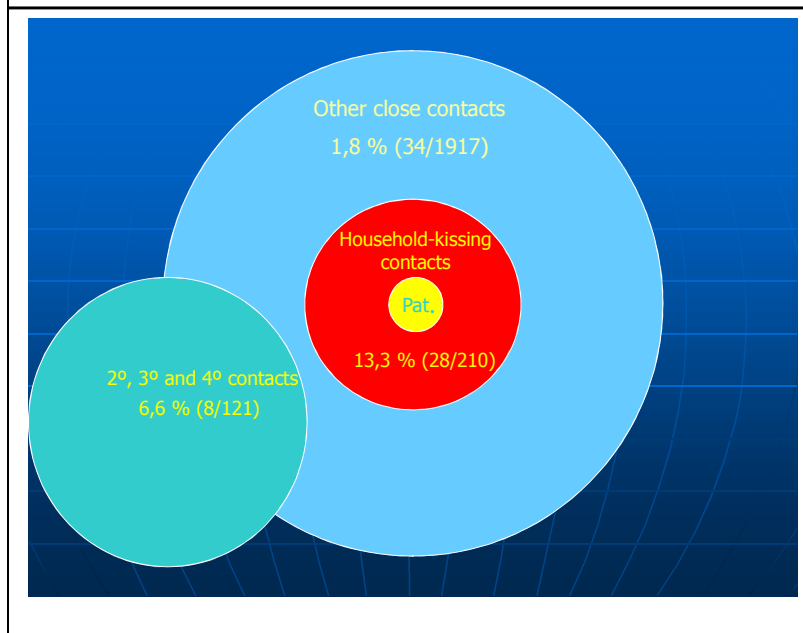 Other close contacts
1,8 % (34/1917)
Household-kissing
contacts
Pat.
13,3 % (28/210)
2º, 3º and 4º contacts
6,6 % (8/121)